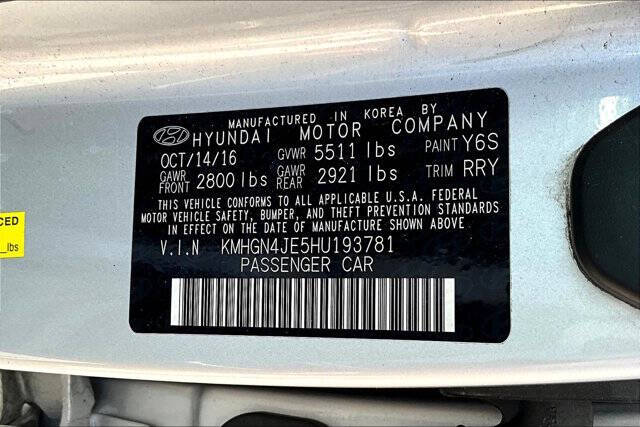 MANUFACTURED IN KOREA BY
HYUNDAI MOTOR COMPANY
OCT/14/16 GVWR 5511 lbs PAINT Y6S
GAWR FRONT 2800 lbs GAWR REAR 2921 lbs TRIM RRY
THIS VEHICLE CONFORMS TO ALL APPLICABLE U.S.A. FEDERAL
MOTOR VEHICLE SAFETY, BUMPER, AND THEFT PREVENTION STANDARDS
IN EFFECT ON THE DATE OF MANUFACTURE SHOWN ABOVE.
V.I.N KMHGN4JE5HU193781
PASSENGER CAR
CED
lbs